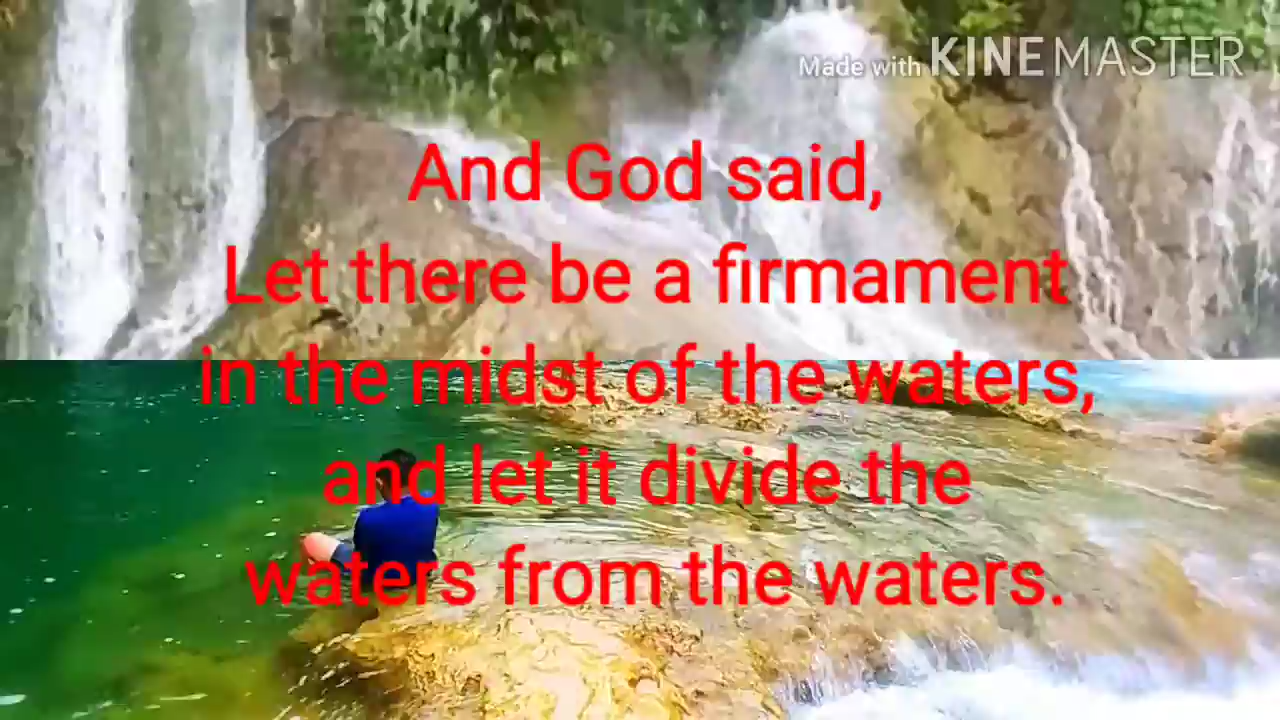 Made with KINEMASTER
And God said,
Let there be a firmament
in the midst of the waters,
and let it divide the
waters from the waters.